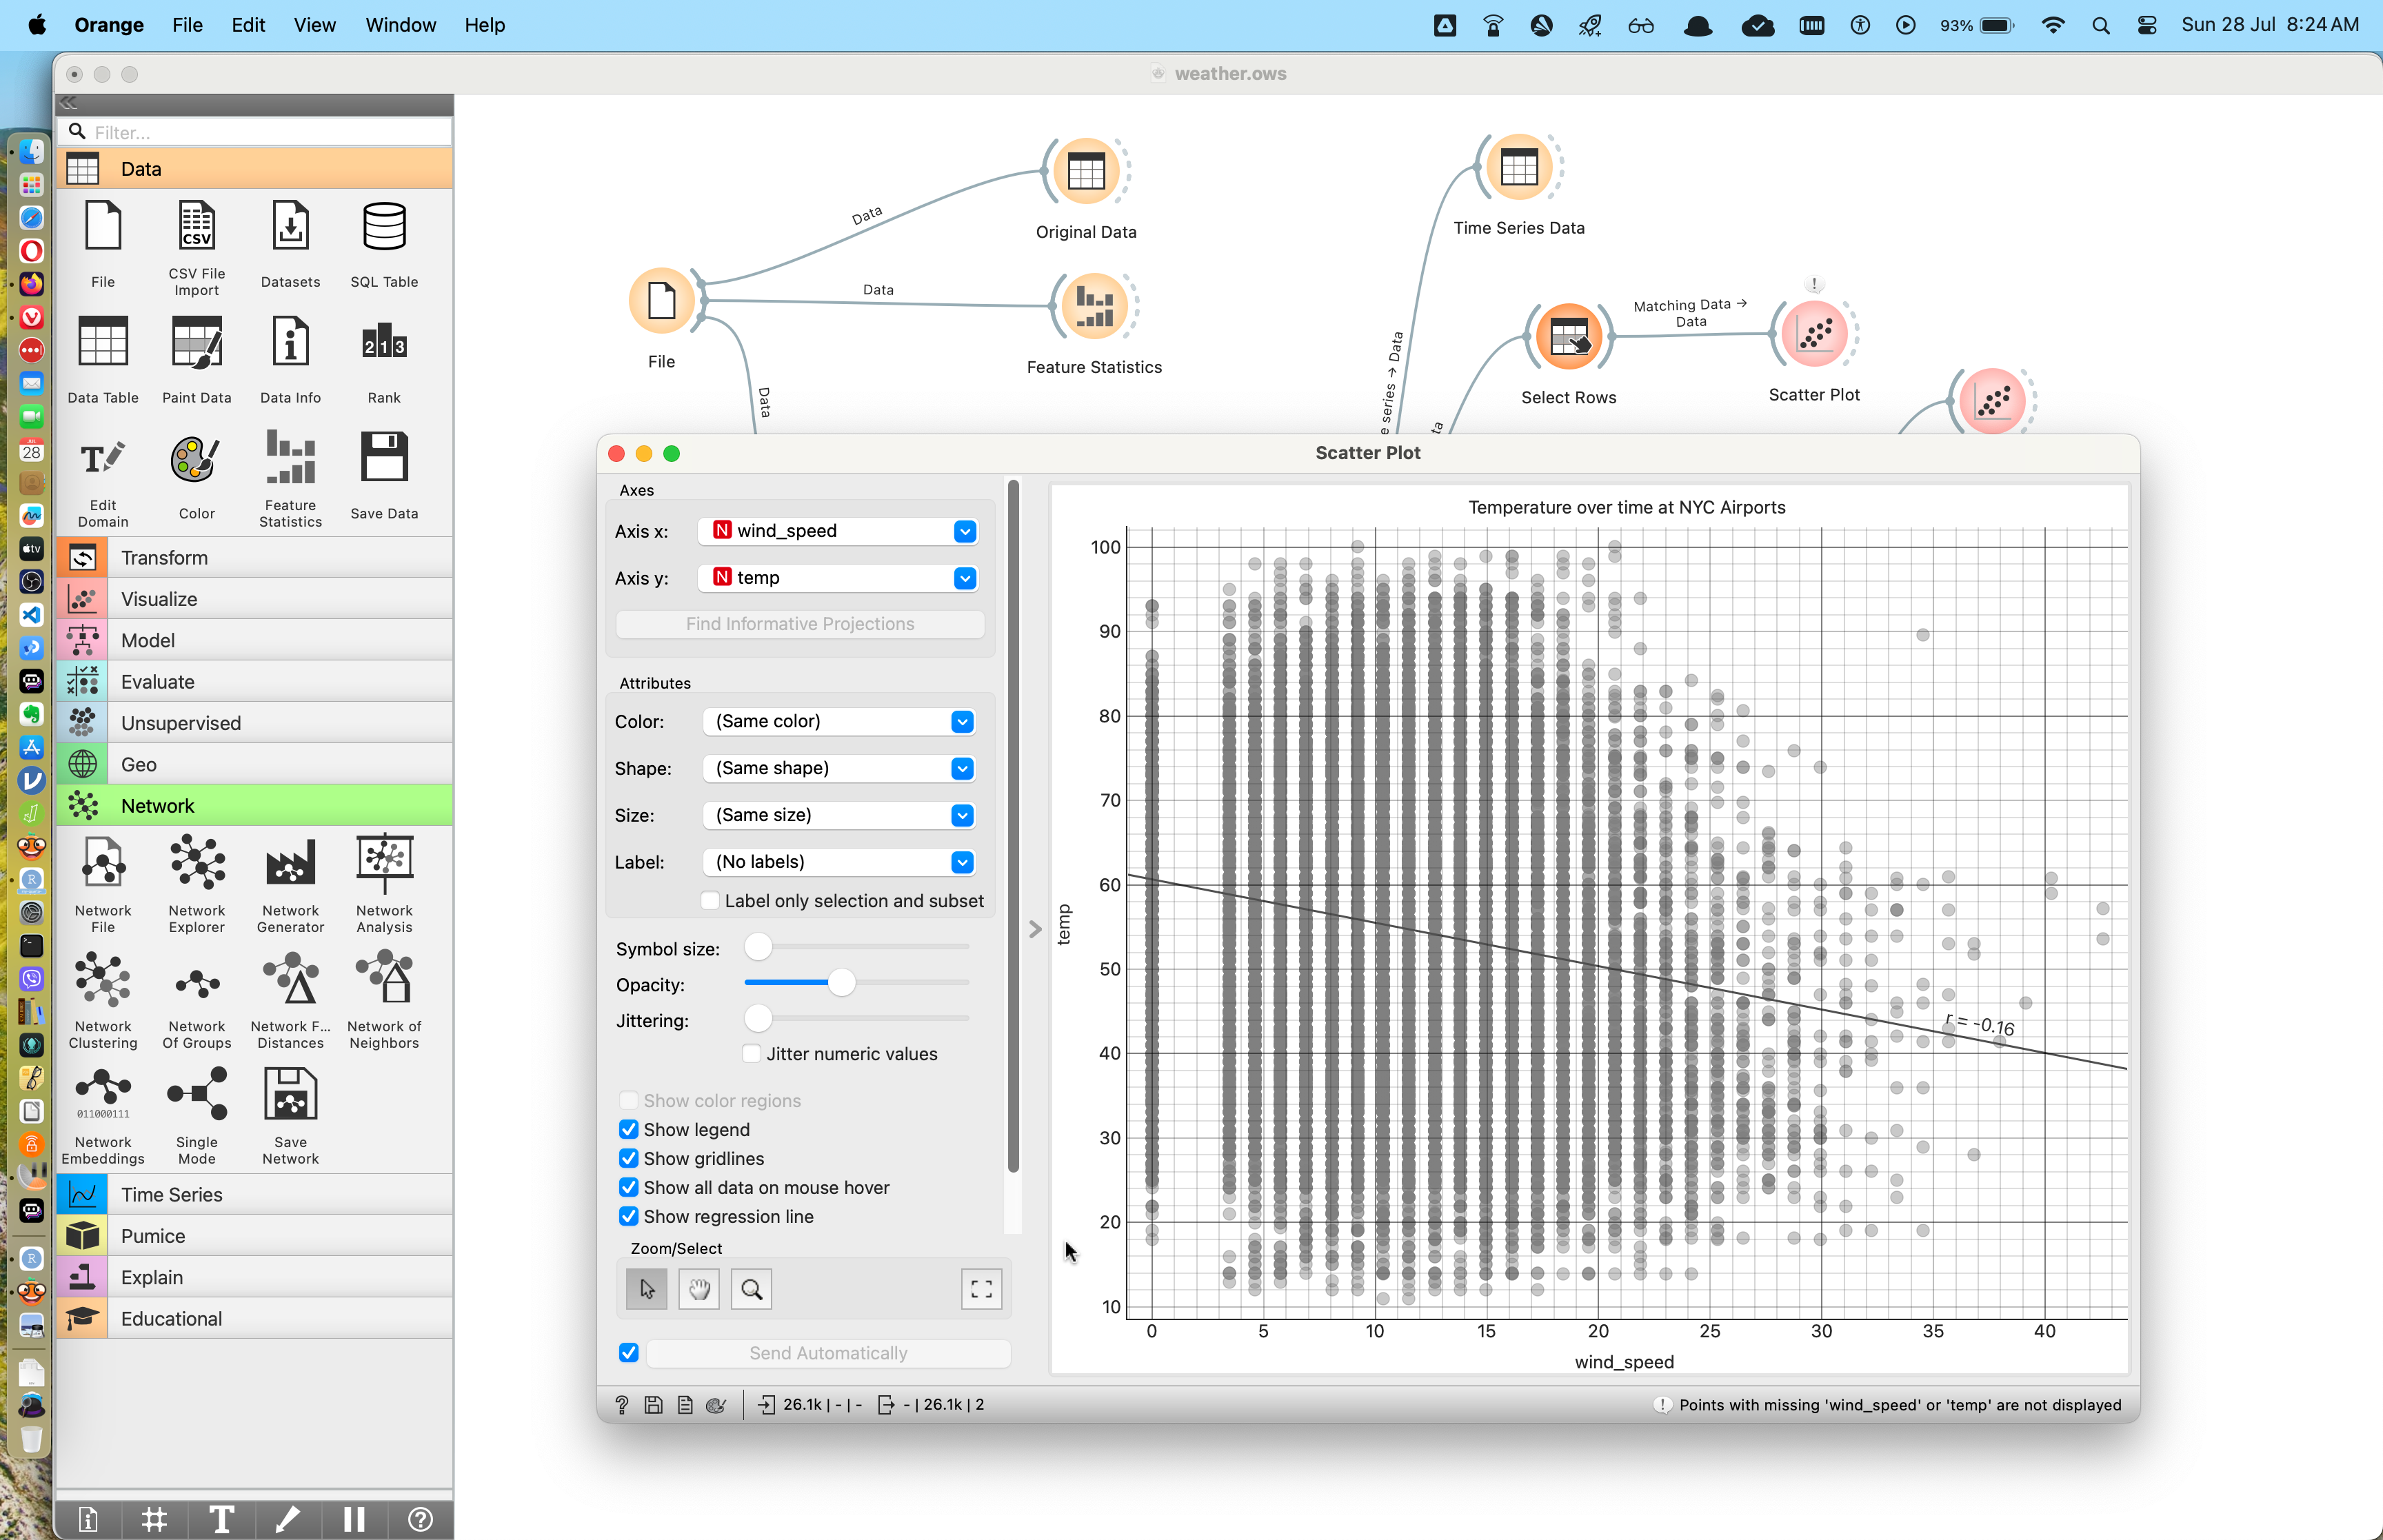 Orange File Edit View Window Help
93% Sun 28 Jul 8:24 AM
weather.ows
Filter...
Data
CSV
File
CSV File
Import
Datasets
SQL Table
2 1 3
Data Table
Paint Data
Data Info
Rank
Edit
Domain
Color
Feature
Statistics
Save Data
Transform
Visualize
Model
Evaluate
Unsupervised
Geo
Network
Network
File
Network
Explorer
Network
Generator
Network
Analysis
Network
Clustering
Network
Of Groups
Network F...
Distances
Network of
Neighbors
011000111
Network
Embeddings
Single
Mode
Save
Network
Time Series
Pumice
Explain
Educational
File
Data
Data
Data
Original Data
Feature Statistics
Time Series Data
e series → Data
Select Rows
Matching Data →
Data
Scatter Plot
Scatter Plot
Axes
Axis x: N wind_speed
Axis y: N temp
Find Informative Projections
Attributes
Color: (Same color)
Shape: (Same shape)
Size: (Same size)
Label: (No labels)
Label only selection and subset
Symbol size:
Opacity:
Jittering:
Jitter numeric values
Show color regions
Show legend
Show gridlines
Show all data on mouse hover
Show regression line
Zoom/Select
Send Automatically
Temperature over time at NYC Airports
100
90
80
70
60
50
40
30
20
10
temp
r = -0.16
0 5 10 15 20 25 30 35 40
wind_speed
? 26.1k | - | - - | 26.1k | 2
Points with missing 'wind_speed' or 'temp' are not displayed